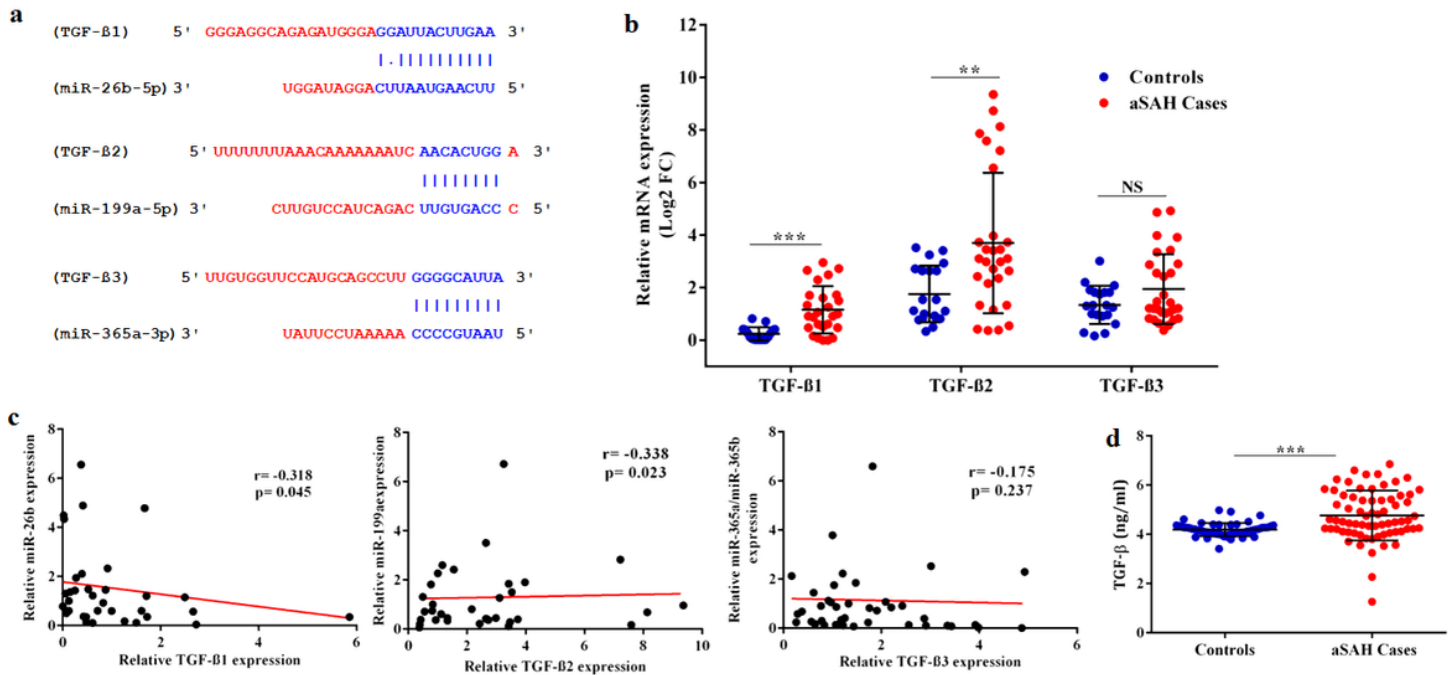 a
(TGF-ß1) 5' GGGAGGCAGAGAUGGGAGGAUUACUUGAA 3'
|.||||||||||
(miR-26b-5p) 3' UGGAUAGGACUUAAUGAACUU 5'
(TGF-ß2) 5' UUUUUUUAAACAAAAAAAUC AACACUGG A 3'
||||||||
(miR-199a-5p) 3' CUUGUCCAUCAGAC UUGUGACC C 5'
(TGF-ß3) 5' UUGUGGUUCCAUGCAGCCUU GGGGCAUUA 3'
|||||||||
(miR-365a-3p) 3' UAUUCCUAAAAA CCCCGUAAU 5'
b
Relative mRNA expression
(Log2 FC)
12
10
8
6
4
2
0
***
**
NS
Controls
aSAH Cases
TGF-ß1
TGF-ß2
TGF-ß3
c
Relative miR-26b expression
8
6
4
2
0
r= -0.318
p= 0.045
0 2 4 6
Relative TGF-ß1 expression
Relative miR-199aexpression
8
6
4
2
0
r= -0.338
p= 0.023
0 2 4 6 8 10
Relative TGF-ß2 expression
Relative miR-365a/miR-365b
expression
8
6
4
2
0
r= -0.175
p= 0.237
0 2 4 6
Relative TGF-ß3 expression
d
TGF-β (ng/ml)
8
6
4
2
0
***
Controls
aSAH Cases